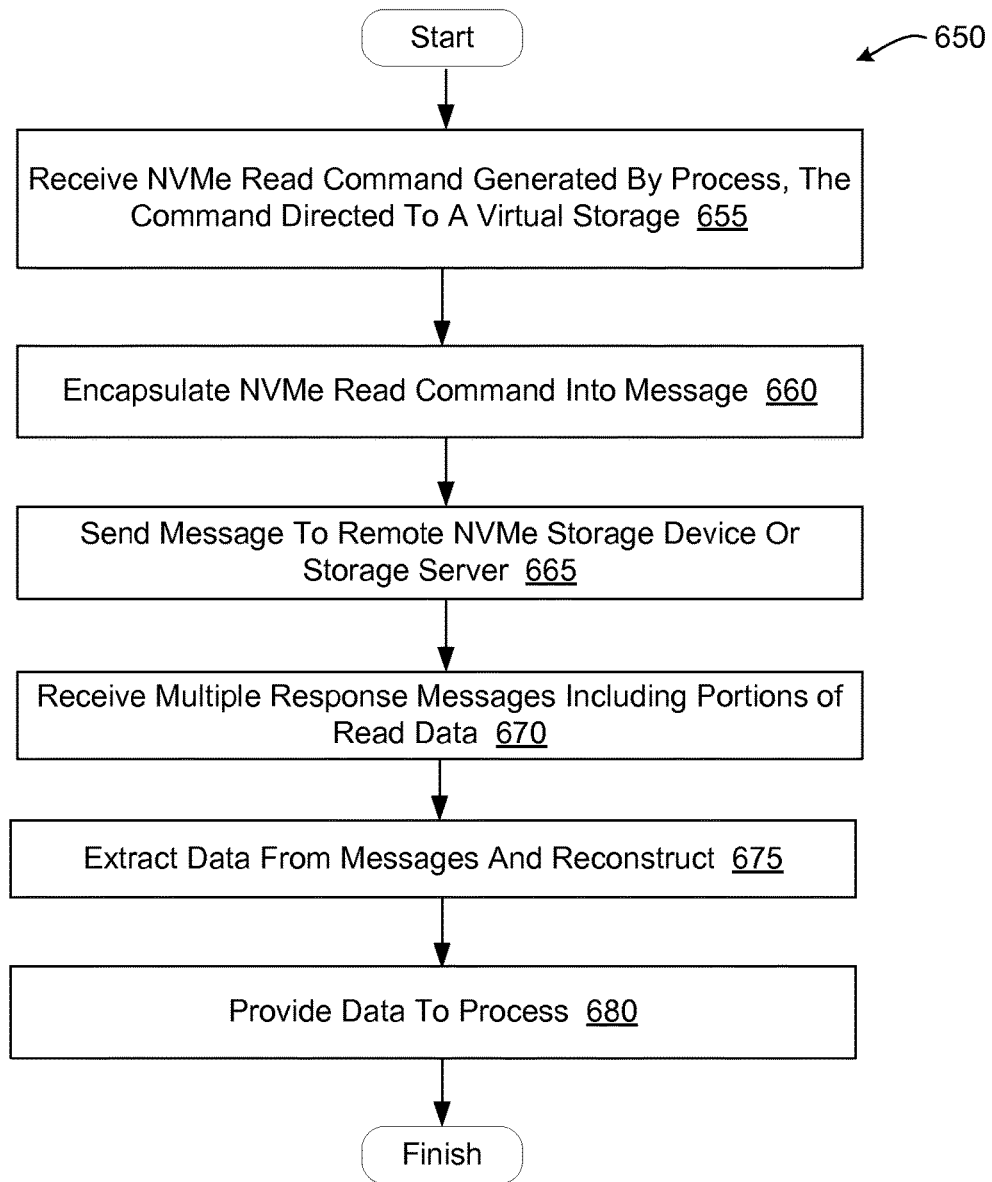 Start
650
Receive NVMe Read Command Generated By Process, The
Command Directed To A Virtual Storage 655
Encapsulate NVMe Read Command Into Message 660
Send Message To Remote NVMe Storage Device Or
Storage Server 665
Receive Multiple Response Messages Including Portions of
Read Data 670
Extract Data From Messages And Reconstruct 675
Provide Data To Process 680
Finish